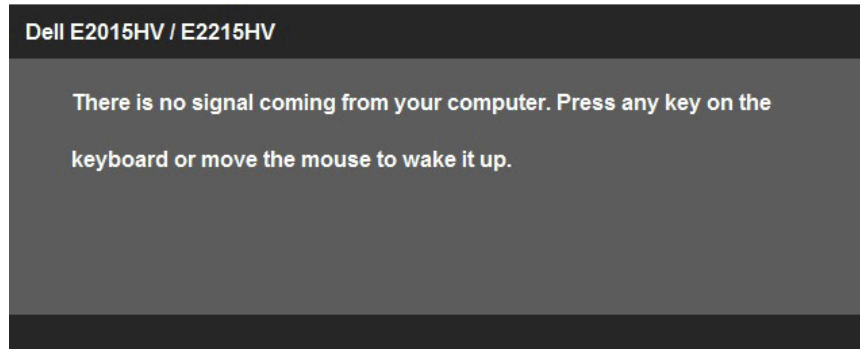 Dell E2015HV / E2215HV
There is no signal coming from your computer. Press any key on the
keyboard or move the mouse to wake it up.